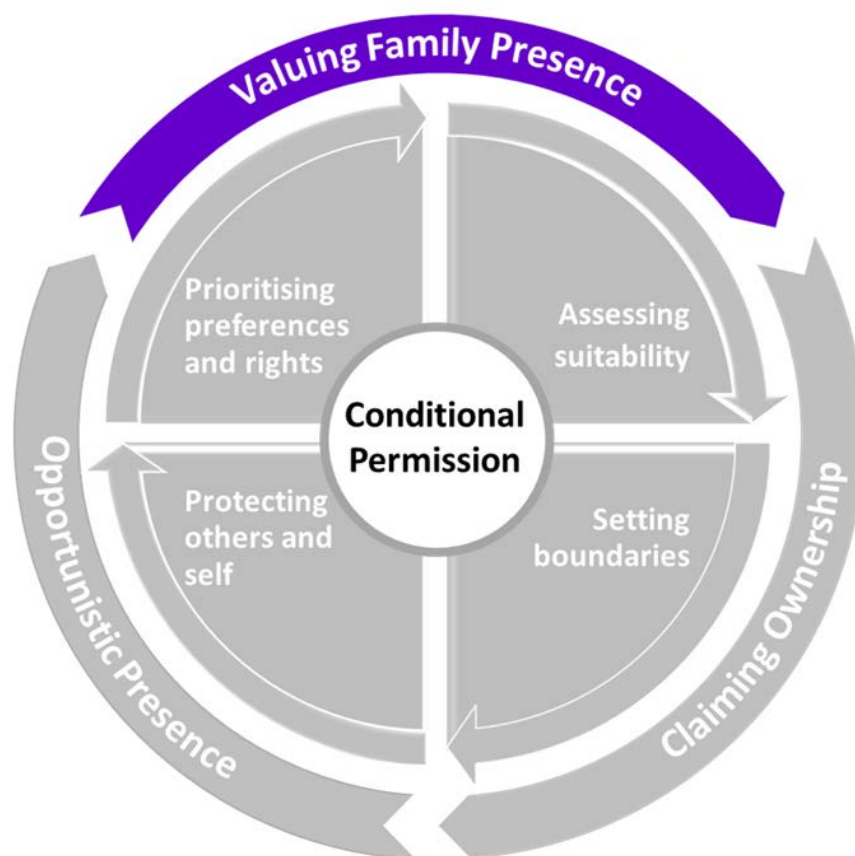 Valuing Family Presence
Prioritising
preferences
and rights
Assessing
suitability
Conditional
Permission
Protecting
others and
self
Setting
boundaries
Opportunistic Presence
Claiming Ownership